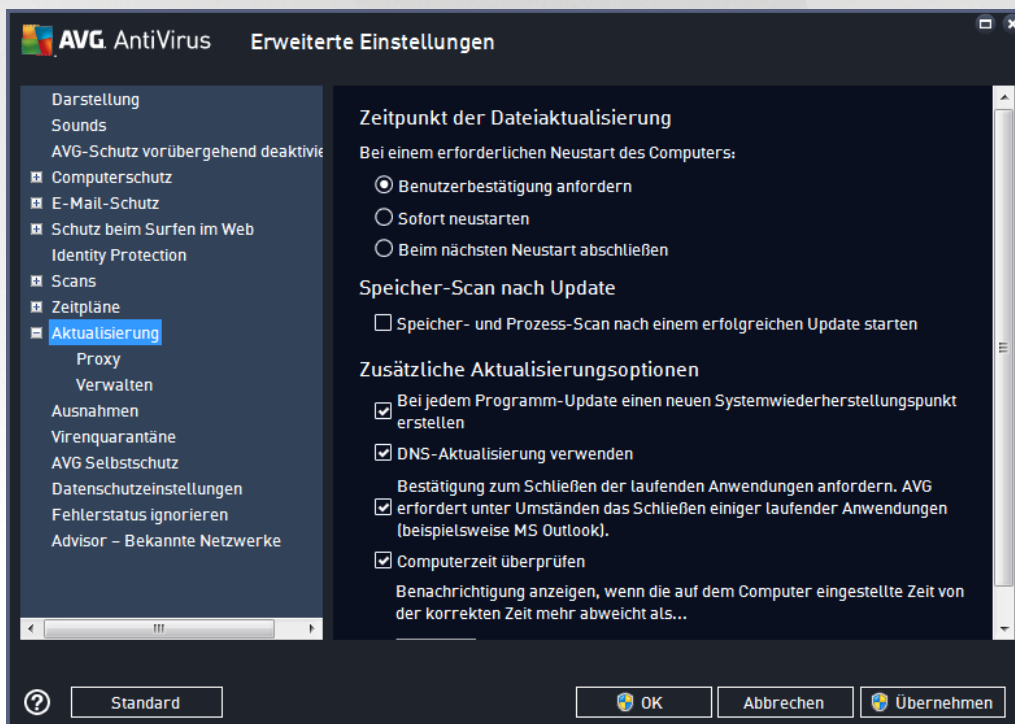 AVG. AntiVirus Erweiterte Einstellungen
Darstellung
Sounds
AVG-Schutz vorübergehend deaktivie
Computerschutz
E-Mail-Schutz
Schutz beim Surfen im Web
Identity Protection
Scans
Zeitpläne
Aktualisierung
Proxy
Verwalten
Ausnahmen
Virenquarantäne
AVG Selbstschutz
Datenschutzeinstellungen
Fehlerstatus ignorieren
Advisor – Bekannte Netzwerke
Zeitpunkt der Dateiaktualisierung
Bei einem erforderlichen Neustart des Computers:
Benutzerbestätigung anfordern
Sofort neustarten
Beim nächsten Neustart abschließen
Speicher-Scan nach Update
Speicher- und Prozess-Scan nach einem erfolgreichen Update starten
Zusätzliche Aktualisierungsoptionen
Bei jedem Programm-Update einen neuen Systemwiederherstellungspunkt
erstellen
DNS-Aktualisierung verwenden
Bestätigung zum Schließen der laufenden Anwendungen anfordern. AVG
erfordert unter Umständen das Schließen einiger laufender Anwendungen
(beispielsweise MS Outlook).
Computerzeit überprüfen
Benachrichtigung anzeigen, wenn die auf dem Computer eingestellte Zeit von
der korrekten Zeit mehr abweicht als...
? Standard OK Abbrechen Übernehmen